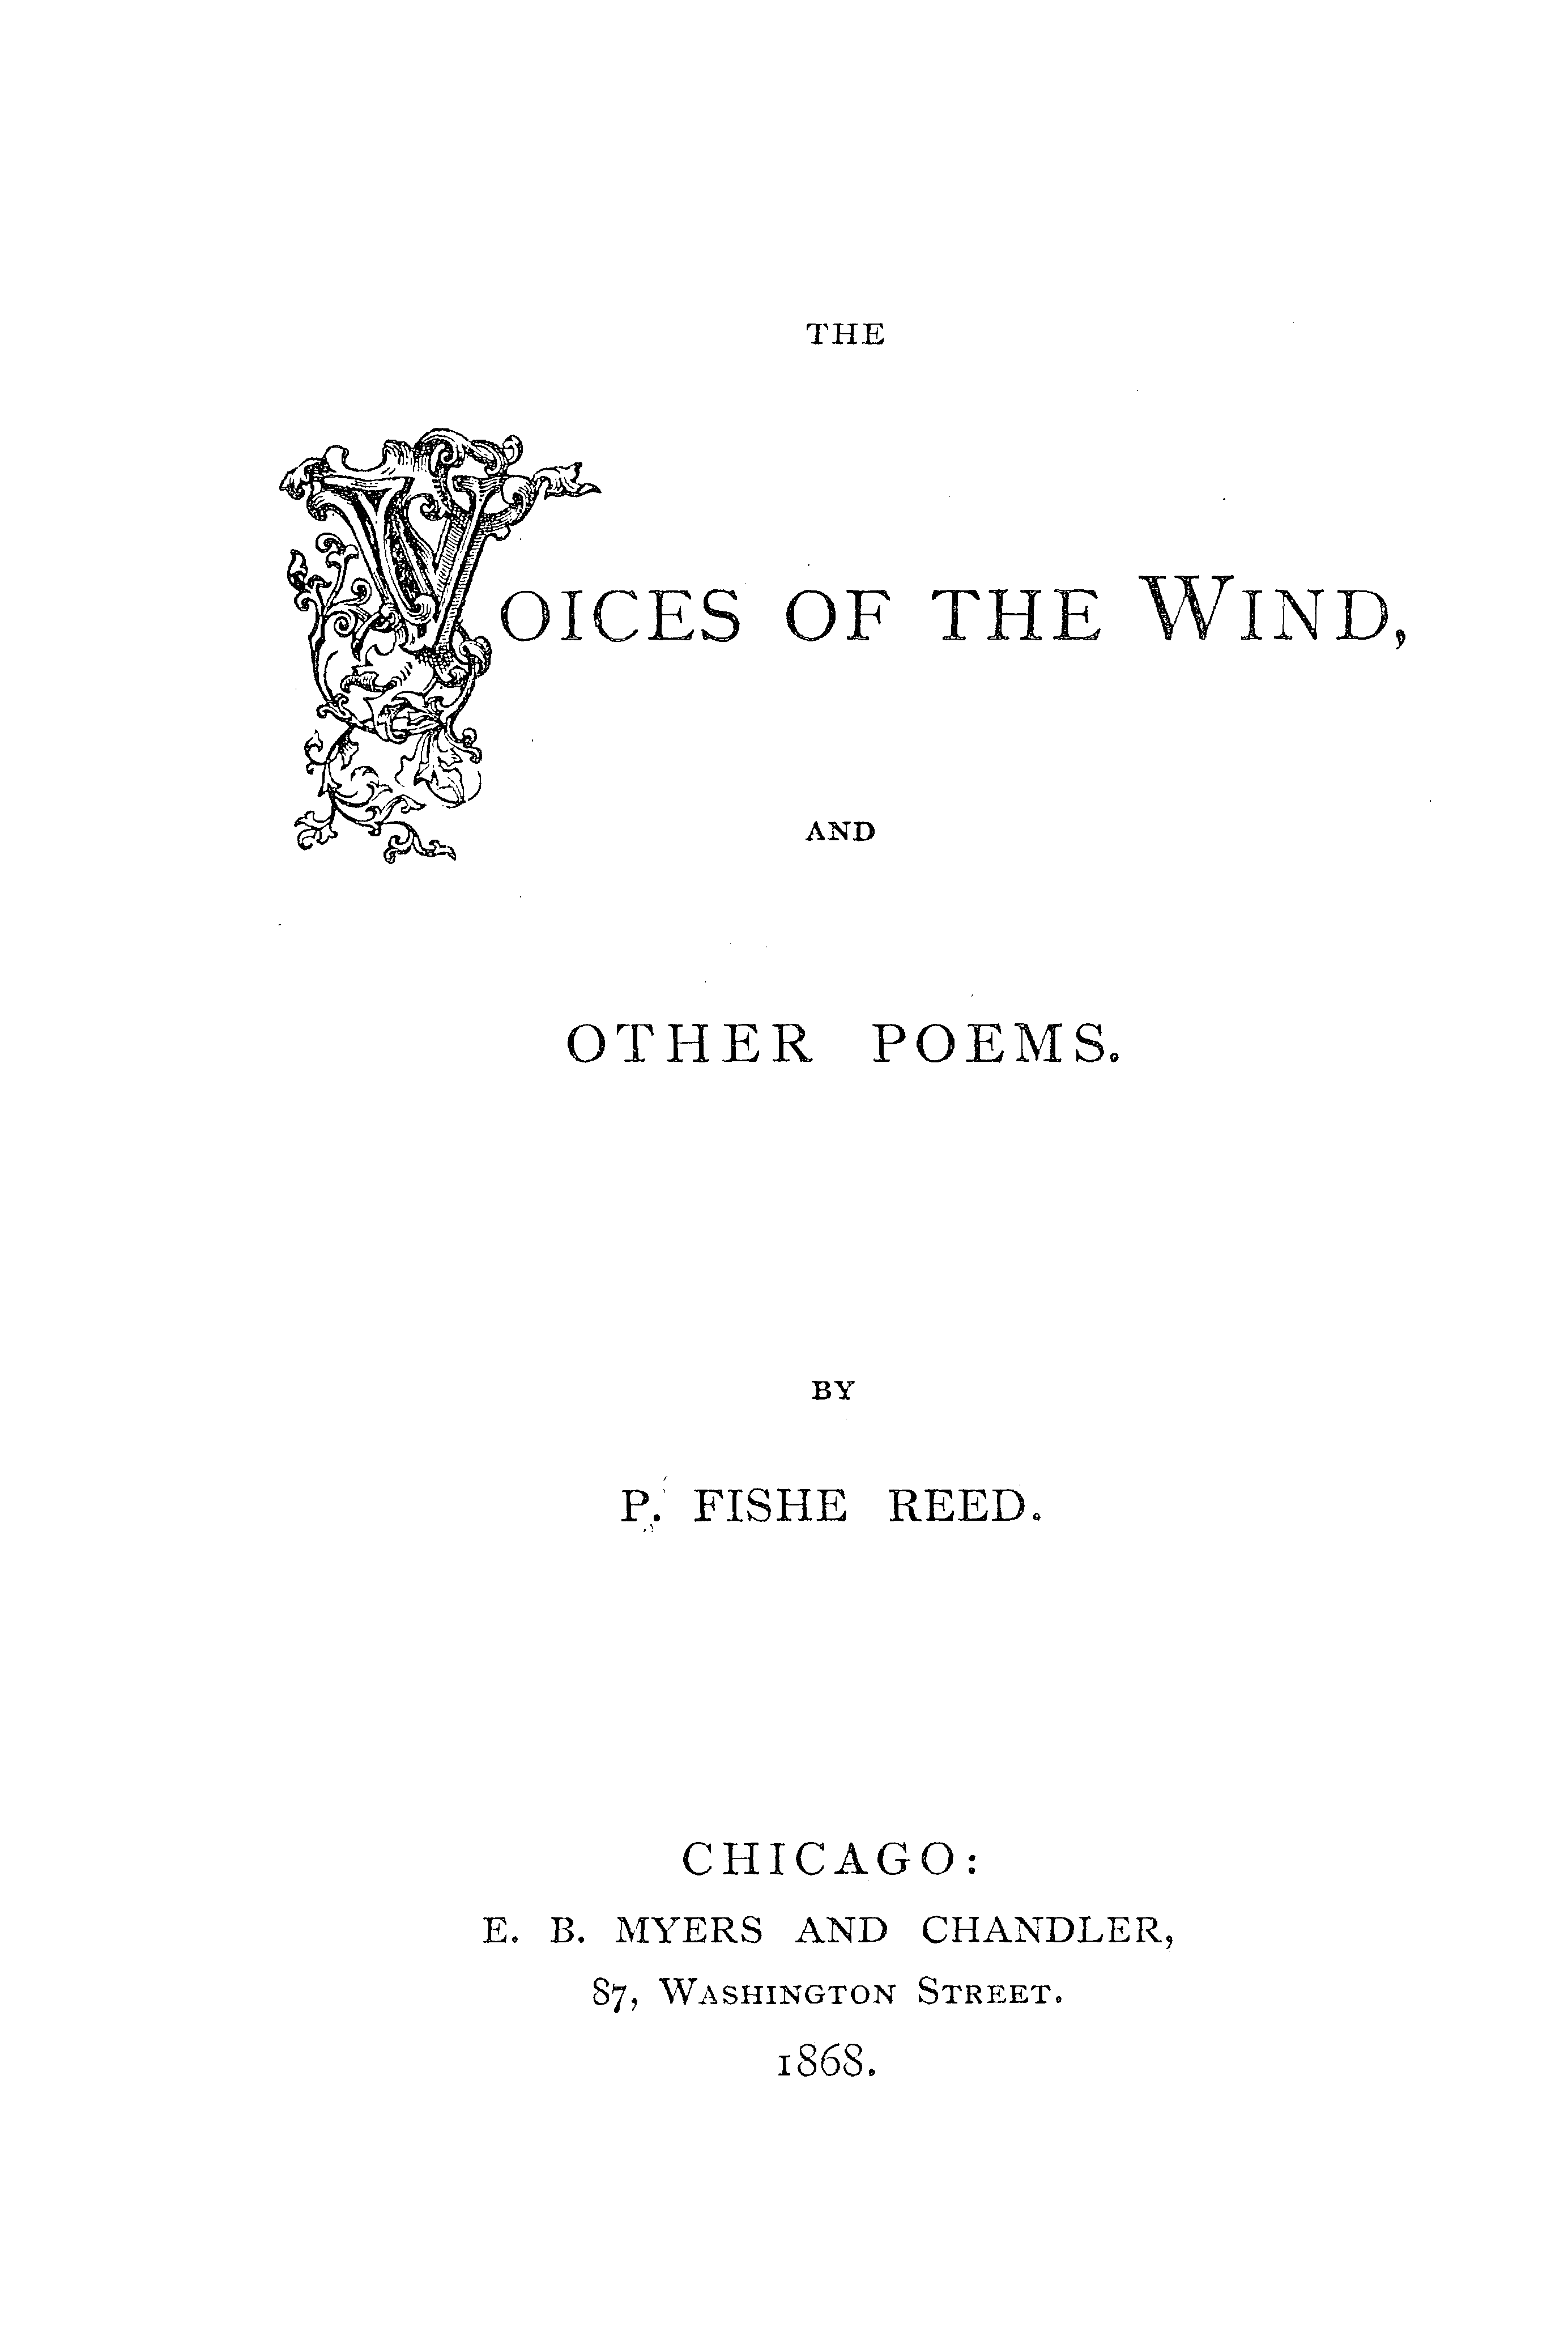 THE
VOICES OF THE WIND,
AND
OTHER POEMS.
BY
P. FISHE REED.
CHICAGO:
E. B. MYERS AND CHANDLER,
87, WASHINGTON STREET.
1868.